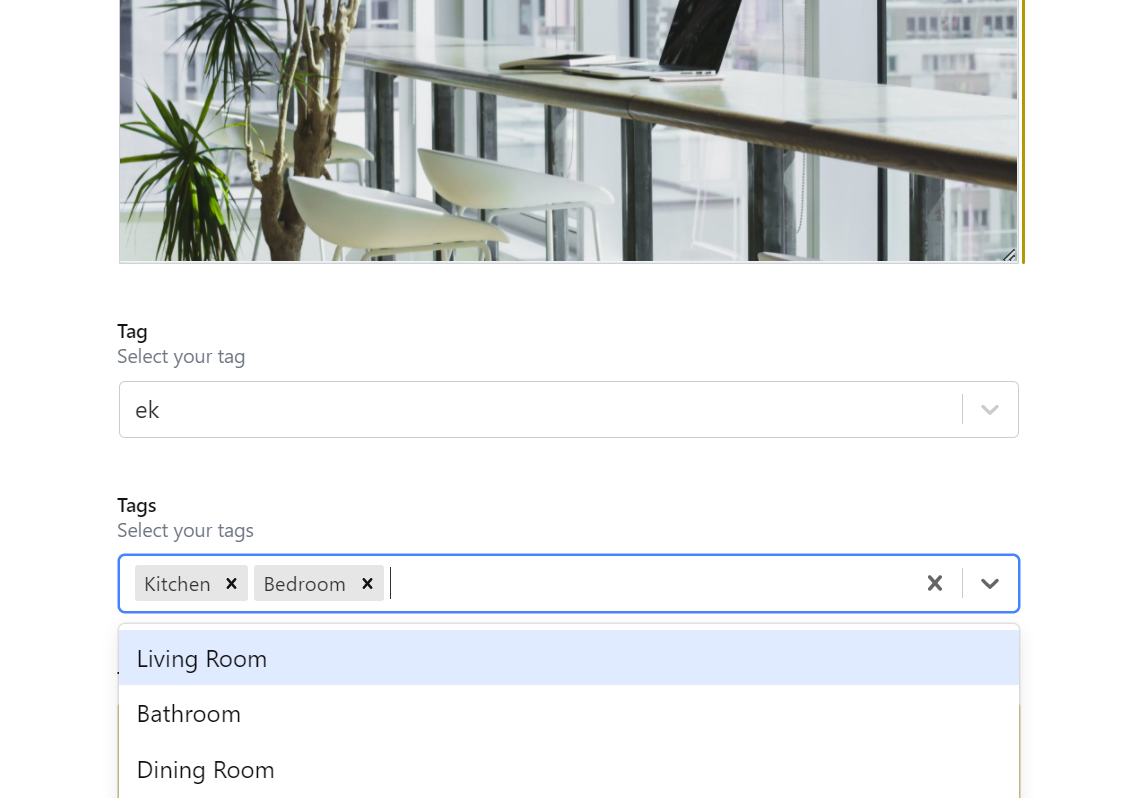 Tag
Select your tag
ek
Tags
Select your tags
Kitchen Bedroom
Living Room
Bathroom
Dining Room